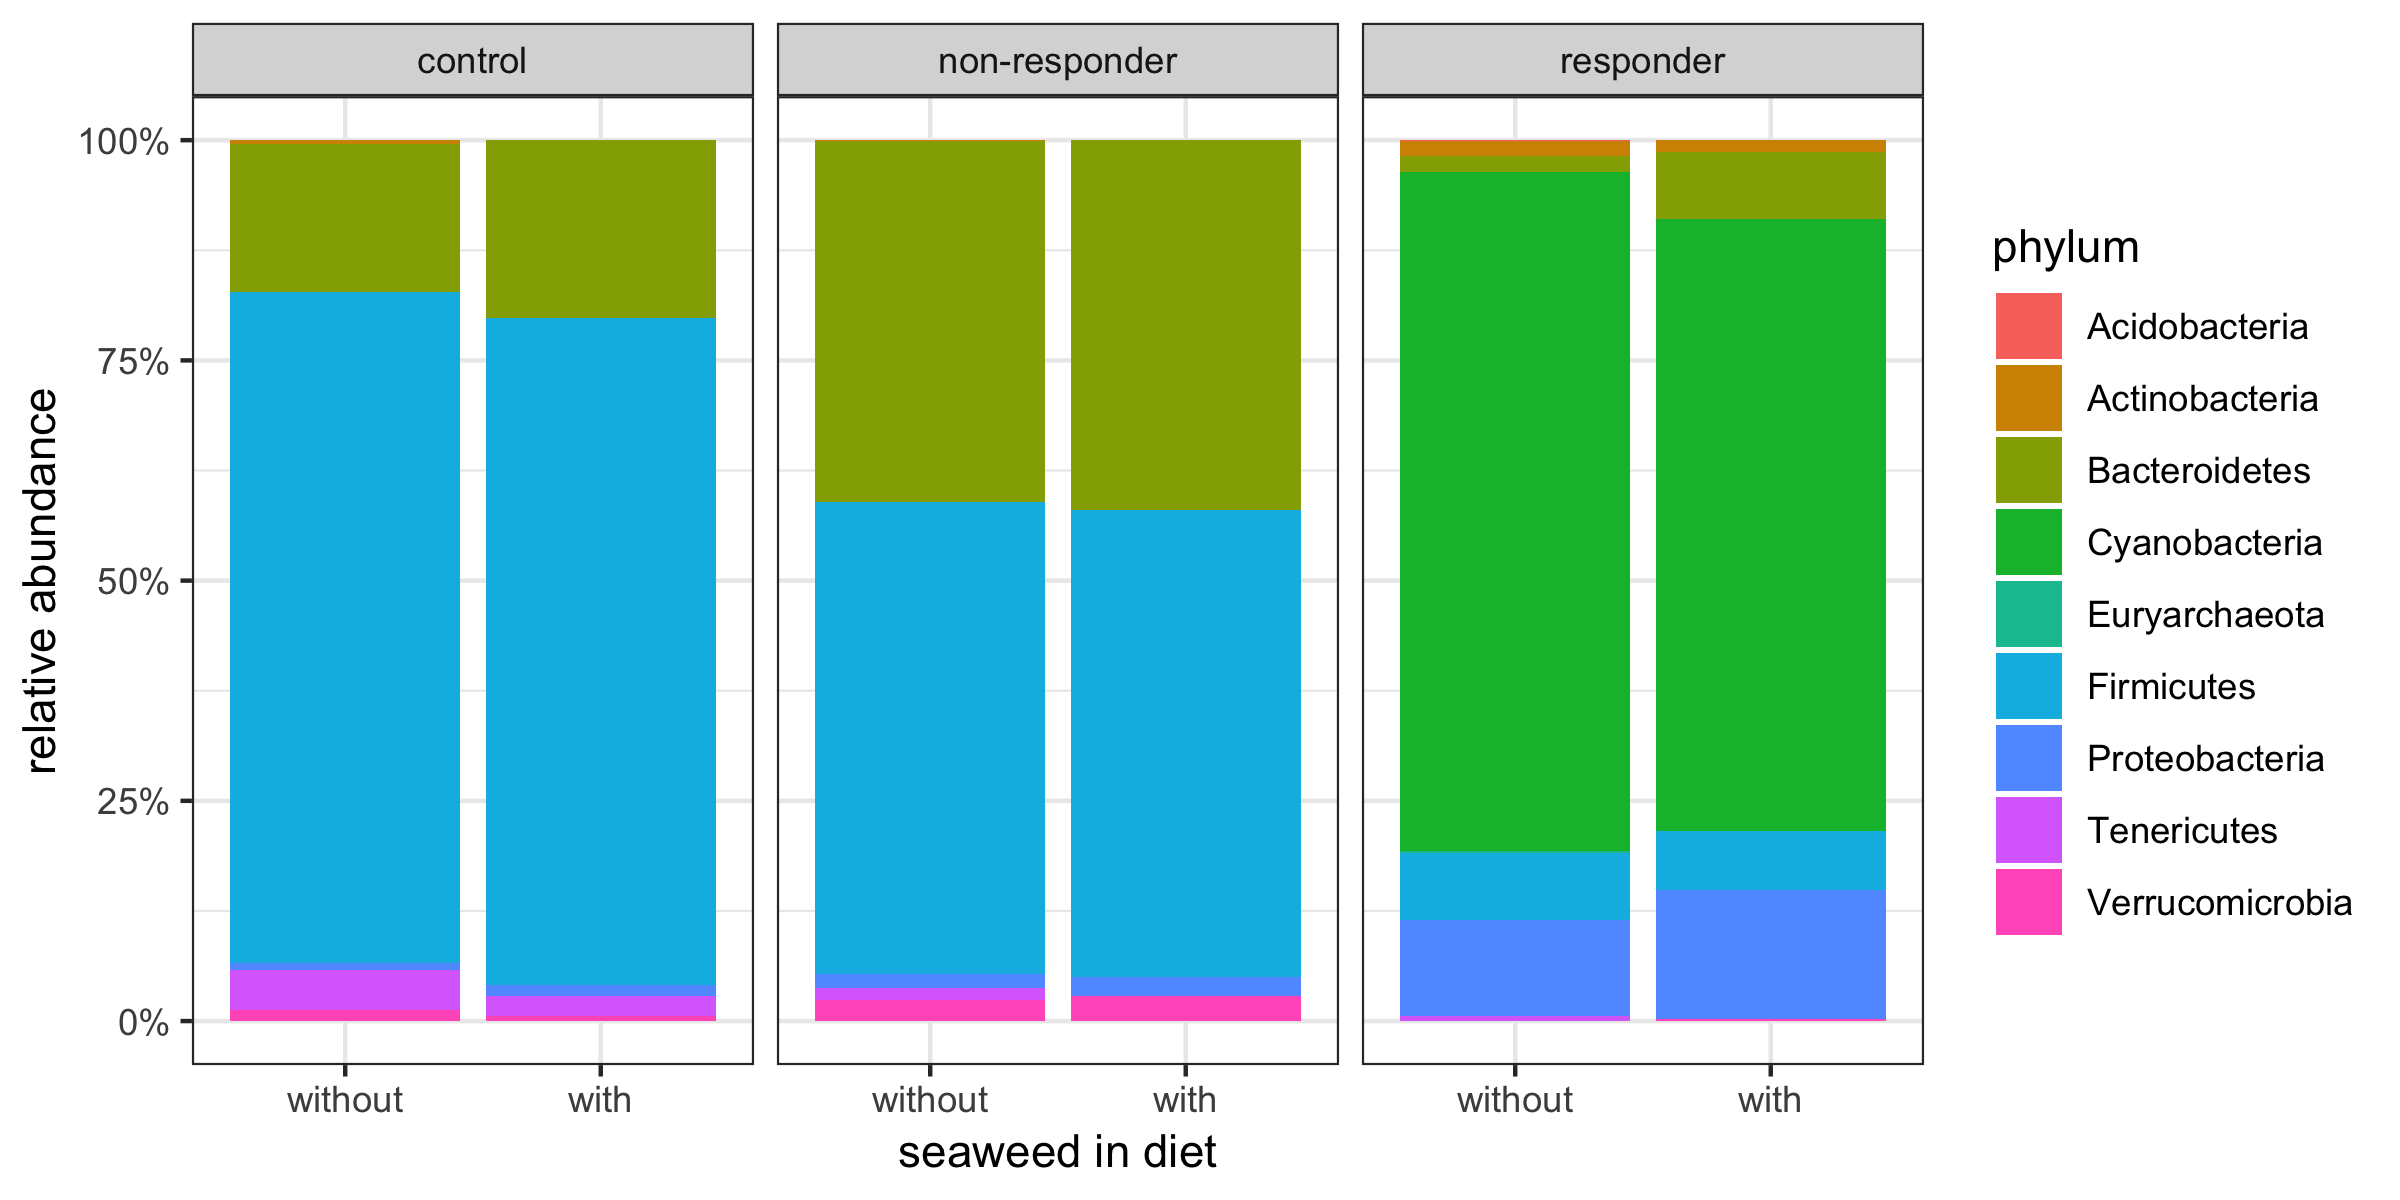 control
non-responder
responder
100%
75%
50%
25%
0%
relative abundance
without
with
without
with
without
with
seaweed in diet
phylum
Acidobacteria
Actinobacteria
Bacteroidetes
Cyanobacteria
Euryarchaeota
Firmicutes
Proteobacteria
Tenericutes
Verrucomicrobia